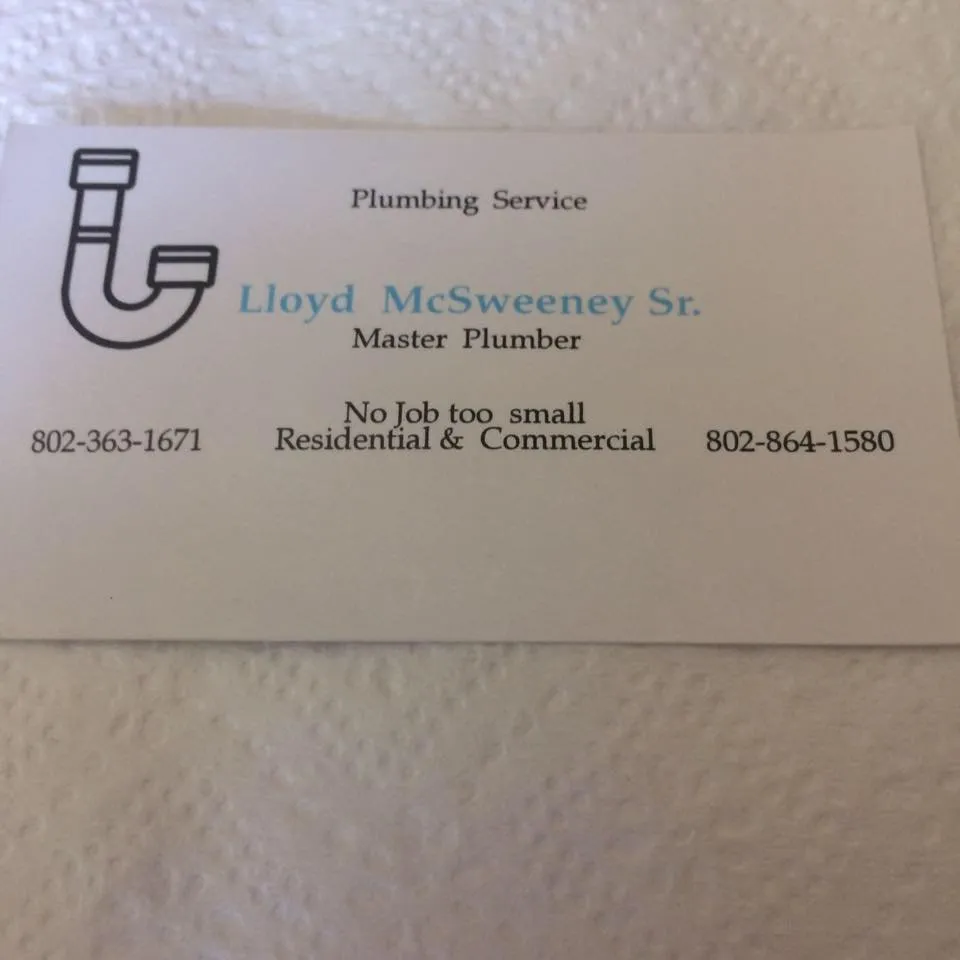 Plumbing Service
Lloyd McSweeney Sr.
Master Plumber
No Job too small
802-363-1671 Residential & Commercial 802-864-1580